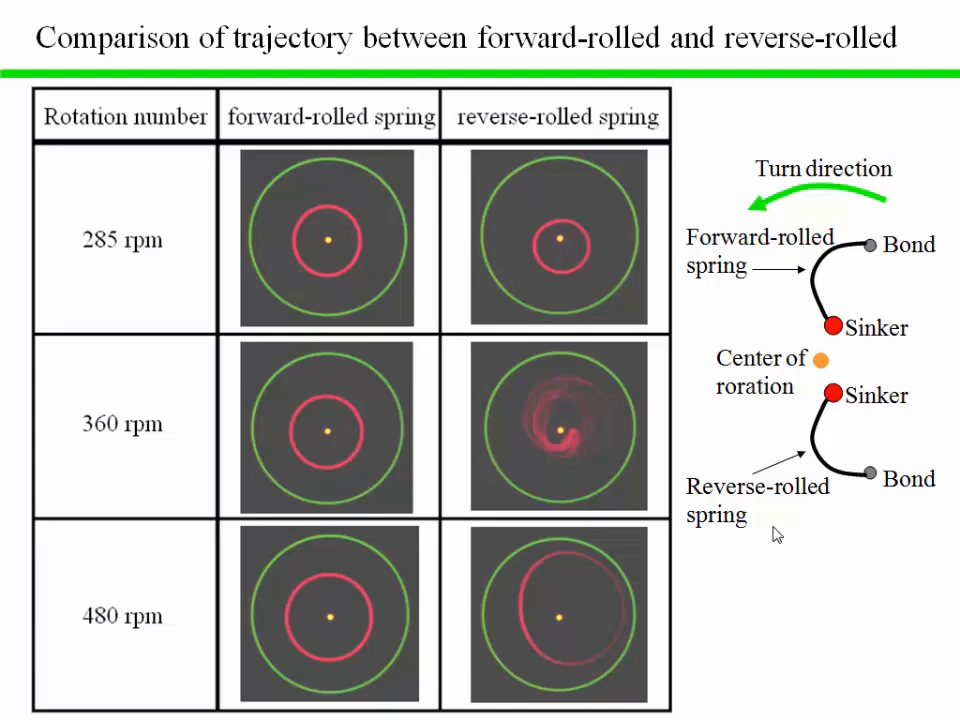 Comparison of trajectory between forward-rolled and reverse-rolled
Rotation number forward-rolled spring reverse-rolled spring
285 rpm
360 rpm
480 rpm
Turn direction
Forward-rolled
spring
Bond
Sinker
Center of
roration
Sinker
Bond
Reverse-rolled
spring